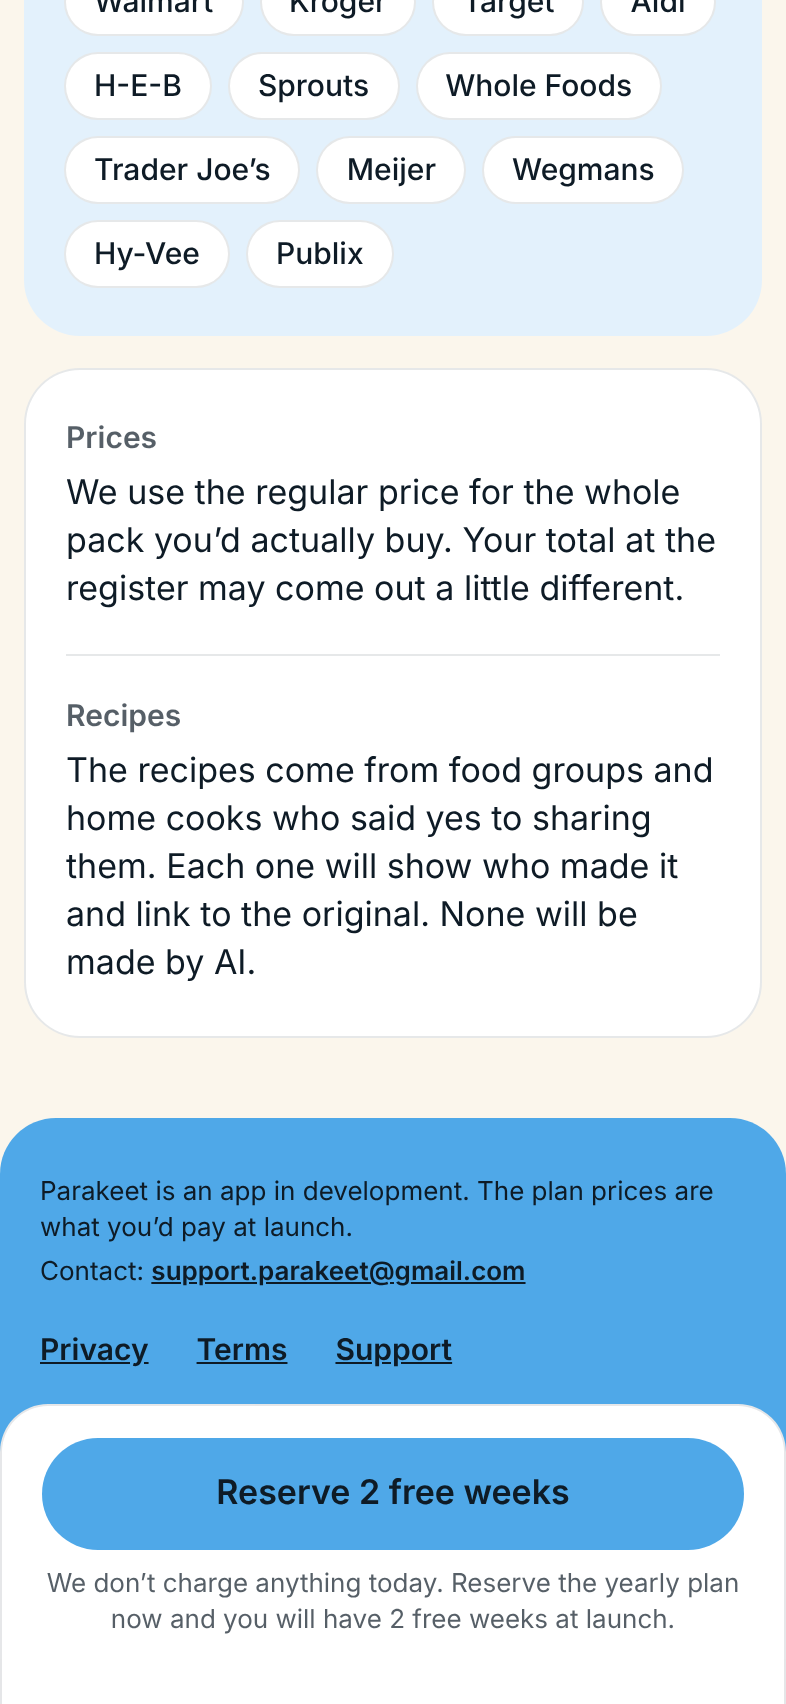 Walmart Kroger Target Aldi
H-E-B Sprouts Whole Foods
Trader Joe’s Meijer Wegmans
Hy-Vee Publix
Prices
We use the regular price for the whole
pack you’d actually buy. Your total at the
register may come out a little different.
Recipes
The recipes come from food groups and
home cooks who said yes to sharing
them. Each one will show who made it
and link to the original. None will be
made by AI.
Parakeet is an app in development. The plan prices are
what you’d pay at launch.
Contact: support.parakeet@gmail.com
Privacy Terms Support
Reserve 2 free weeks
We don’t charge anything today. Reserve the yearly plan
now and you will have 2 free weeks at launch.